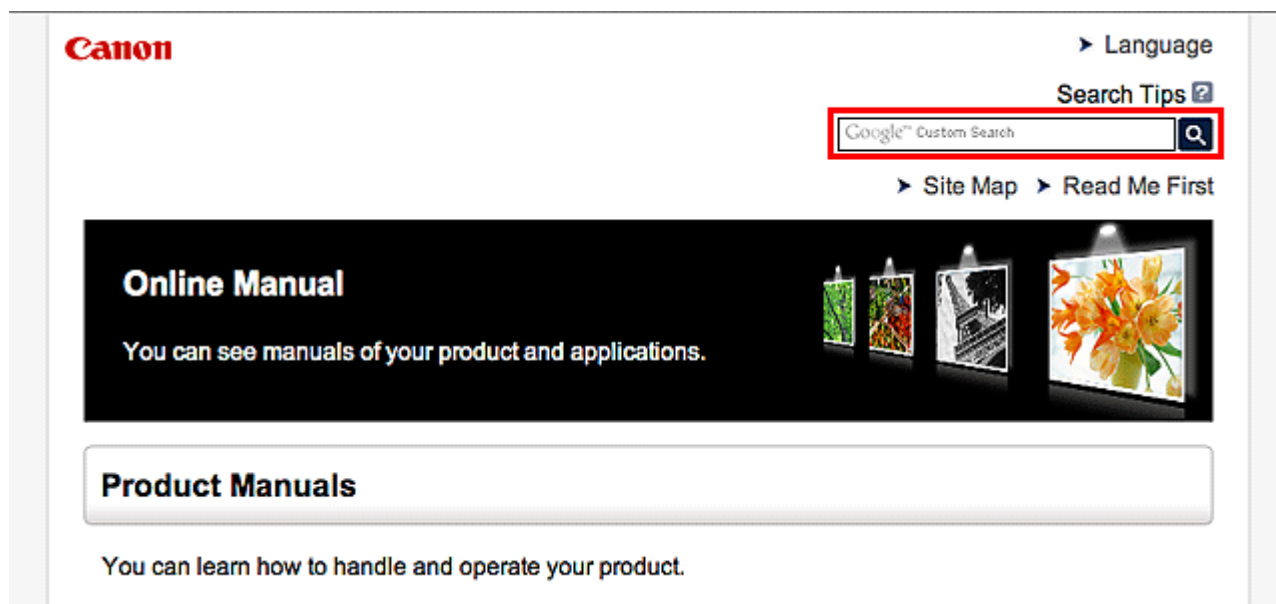 Canon
Language
Search Tips ?
Google™ Custom Search
Site Map Read Me First
Online Manual
You can see manuals of your product and applications.
Product Manuals
You can learn how to handle and operate your product.